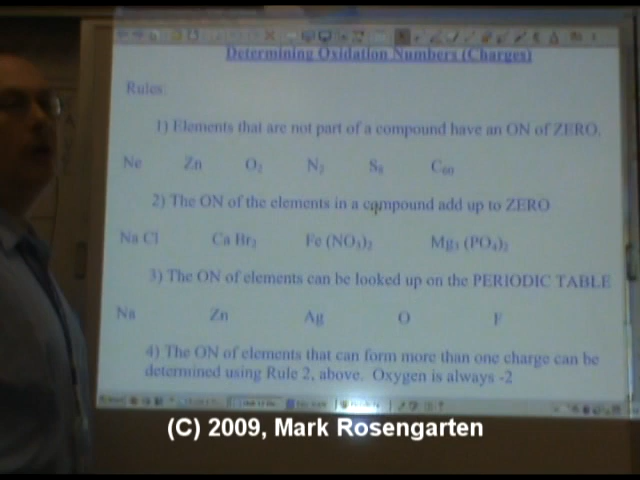 Determining Oxidation Numbers (Charges)
Rules:
1) Elements that are not part of a compound have an ON of ZERO.
Ne Zn O₂ N₂ S₈ C₆₀
2) The ON of the elements in a compound add up to ZERO
Na Cl Ca Br₂ Fe (NO₃)₂ Mg₃ (PO₄)₂
3) The ON of elements can be looked up on the PERIODIC TABLE
Na Zn Ag O F
4) The ON of elements that can form more than one charge can be
determined using Rule 2, above. Oxygen is always -2
(C) 2009, Mark Rosengarten